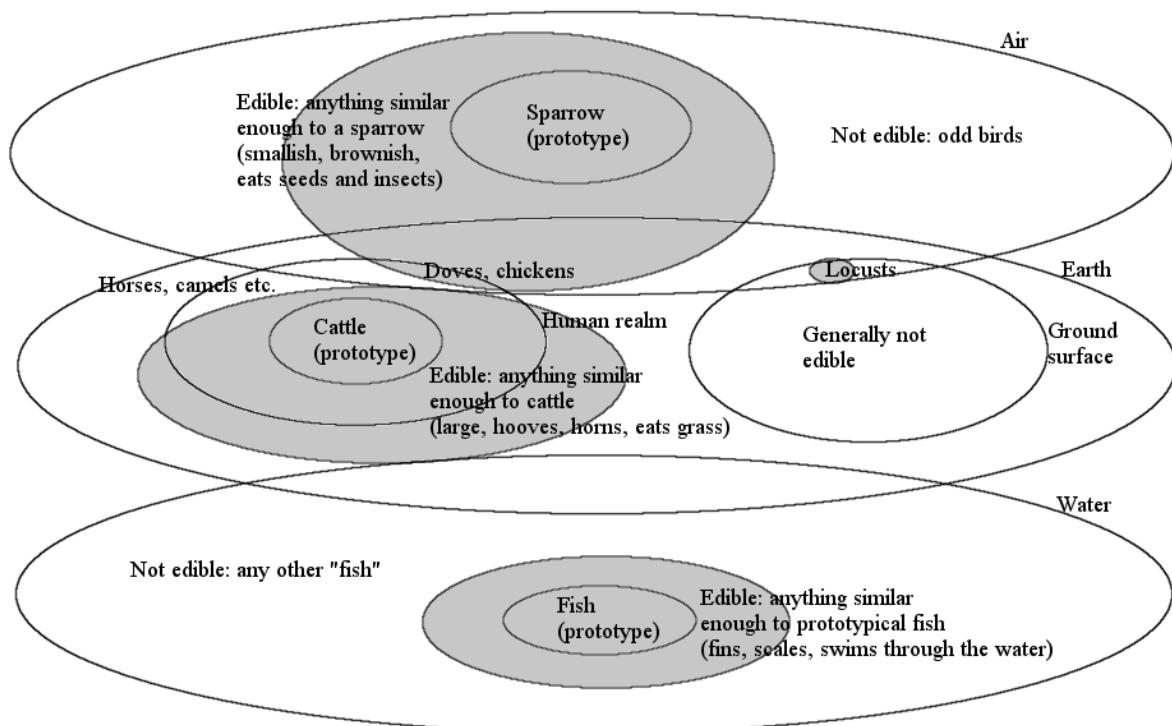 Air
Edible: anything similar
enough to a sparrow
(smallish, brownish,
eats seeds and insects)
Sparrow
(prototype)
Not edible: odd birds
Horses, camels etc.
Doves, chickens
Locusts
Earth
Cattle
(prototype)
Human realm
Generally not
edible
Ground
surface
Edible: anything similar
enough to cattle
(large, hooves, horns, eats grass)
Water
Not edible: any other "fish"
Fish
(prototype)
Edible: anything similar
enough to prototypical fish
(fins, scales, swims through the water)